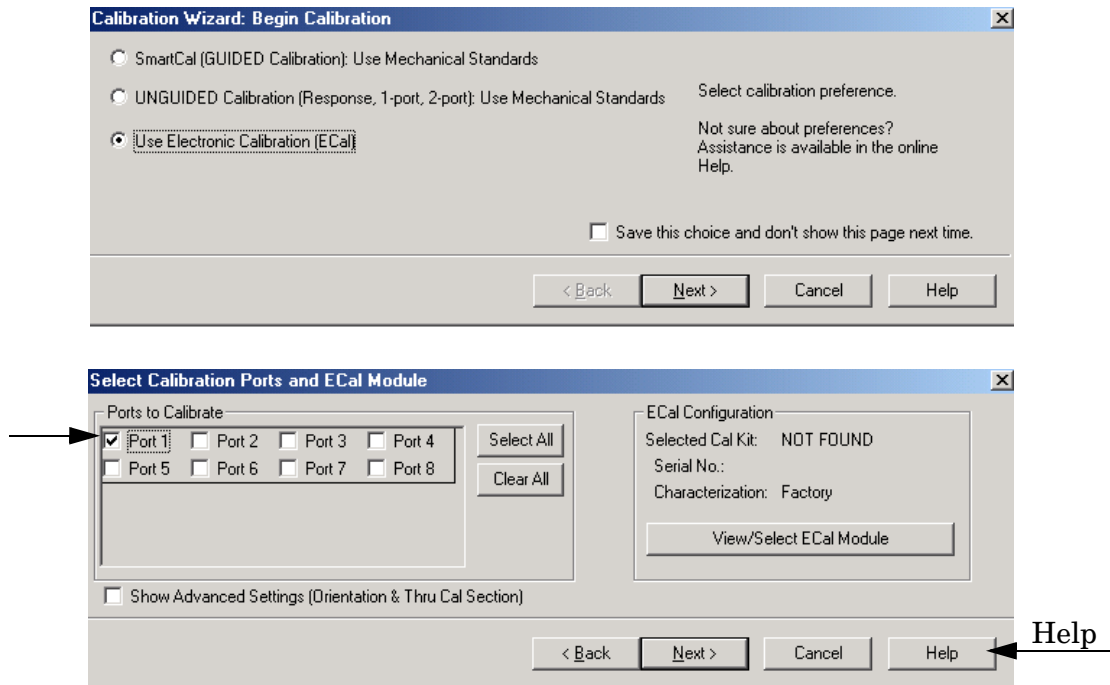 Calibration Wizard: Begin Calibration
SmartCal (GUIDED Calibration): Use Mechanical Standards
UNGUIDED Calibration (Response, 1-port, 2-port): Use Mechanical Standards
Use Electronic Calibration (ECal)
Select calibration preference.
Not sure about preferences?
Assistance is available in the online
Help.
Save this choice and don't show this page next time.
< Back Next > Cancel Help
Select Calibration Ports and ECal Module
Ports to Calibrate
Port 1 Port 2 Port 3 Port 4
Port 5 Port 6 Port 7 Port 8
Select All
Clear All
ECal Configuration
Selected Cal Kit: NOT FOUND
Serial No.:
Characterization: Factory
View/Select ECal Module
Show Advanced Settings (Orientation & Thru Cal Section)
< Back Next > Cancel Help
Help